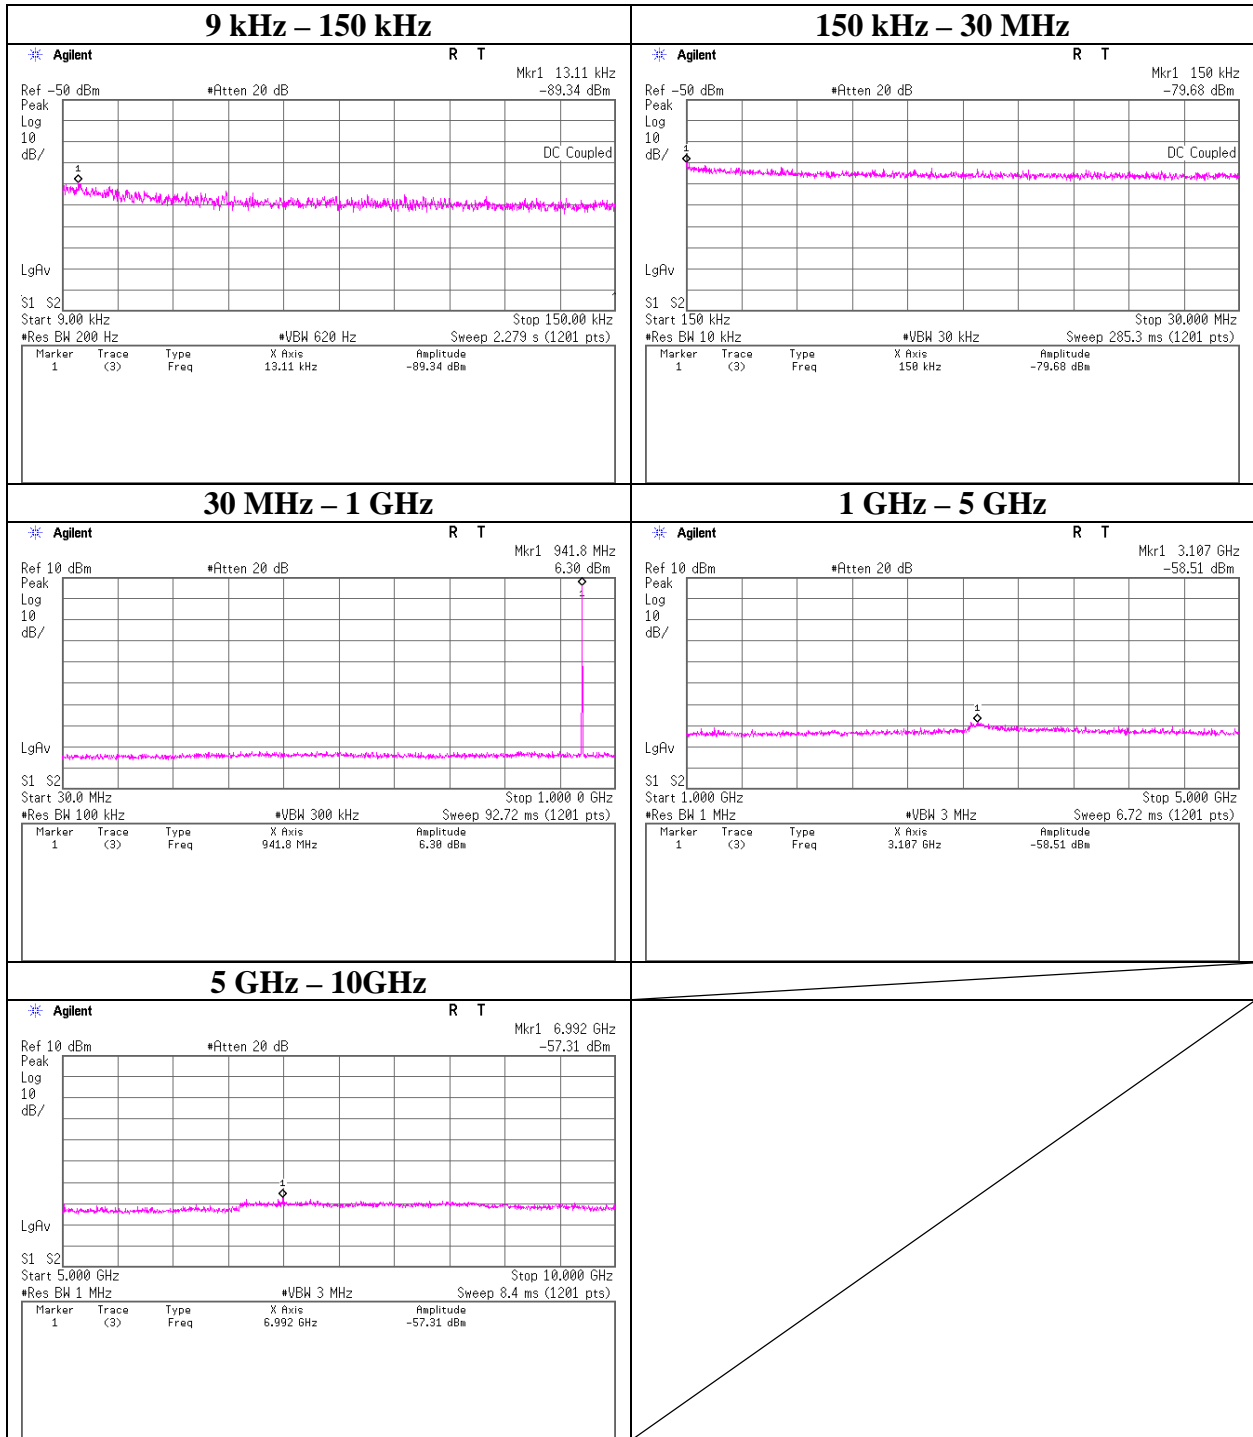 9 kHz – 150 kHz
Agilent R T
Mkr1 13.11 kHz
Ref -50 dBm #Atten 20 dB -89.34 dBm
Peak
Log
10
dB/
DC Coupled
1
LgAv
S1 S2
Start 9.00 kHz Stop 150.00 kHz
#Res BW 200 Hz #VBW 620 Hz Sweep 2.279 s (1201 pts)
Marker Trace Type X Axis Amplitude
1 (3) Freq 13.11 kHz -89.34 dBm
150 kHz – 30 MHz
Agilent R T
Mkr1 150 kHz
Ref -50 dBm #Atten 20 dB -79.68 dBm
Peak
Log
10
dB/
DC Coupled
1
LgAv
S1 S2
Start 150 kHz Stop 30.000 MHz
#Res BW 10 kHz #VBW 30 kHz Sweep 285.3 ms (1201 pts)
Marker Trace Type X Axis Amplitude
1 (3) Freq 150 kHz -79.68 dBm
30 MHz – 1 GHz
Agilent R T
Mkr1 941.8 MHz
Ref 10 dBm #Atten 20 dB 6.30 dBm
Peak
Log
10
dB/
1
LgAv
S1 S2
Start 30.0 MHz Stop 1.000 0 GHz
#Res BW 100 kHz #VBW 300 kHz Sweep 92.72 ms (1201 pts)
Marker Trace Type X Axis Amplitude
1 (3) Freq 941.8 MHz 6.30 dBm
1 GHz – 5 GHz
Agilent R T
Mkr1 3.107 GHz
Ref 10 dBm #Atten 20 dB -58.51 dBm
Peak
Log
10
dB/
1
LgAv
S1 S2
Start 1.000 GHz Stop 5.000 GHz
#Res BW 1 MHz #VBW 3 MHz Sweep 6.72 ms (1201 pts)
Marker Trace Type X Axis Amplitude
1 (3) Freq 3.107 GHz -58.51 dBm
5 GHz – 10GHz
Agilent R T
Mkr1 6.992 GHz
Ref 10 dBm #Atten 20 dB -57.31 dBm
Peak
Log
10
dB/
1
LgAv
S1 S2
Start 5.000 GHz Stop 10.000 GHz
#Res BW 1 MHz #VBW 3 MHz Sweep 8.4 ms (1201 pts)
Marker Trace Type X Axis Amplitude
1 (3) Freq 6.992 GHz -57.31 dBm